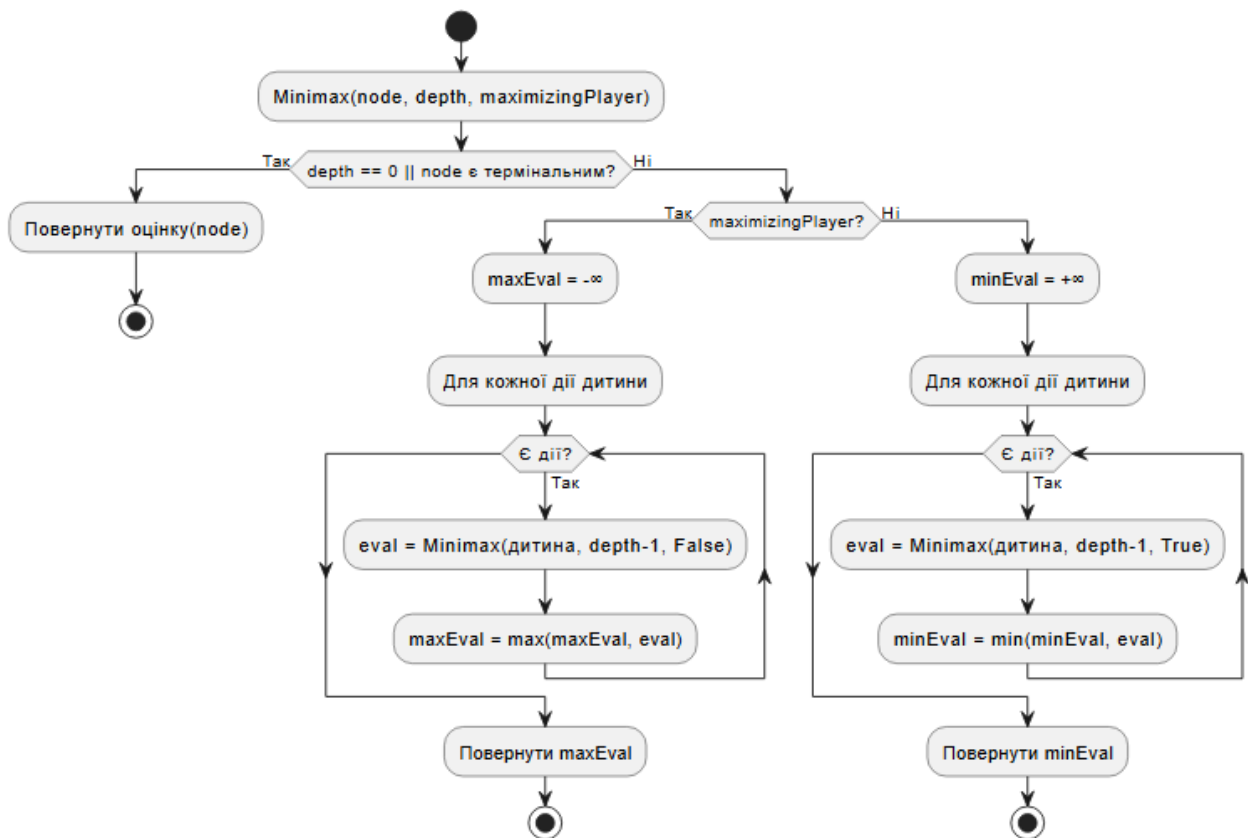 Minimax(node, depth, maximizingPlayer)
Так
depth == 0 || node є термінальним?
Ні
Повернути оцінку(node)
Так
maximizingPlayer?
Ні
maxEval = -∞
Для кожної дії дитини
Є дії?
Так
eval = Minimax(дитина, depth-1, False)
maxEval = max(maxEval, eval)
Повернути maxEval
minEval = +∞
Для кожної дії дитини
Є дії?
Так
eval = Minimax(дитина, depth-1, True)
minEval = min(minEval, eval)
Повернути minEval